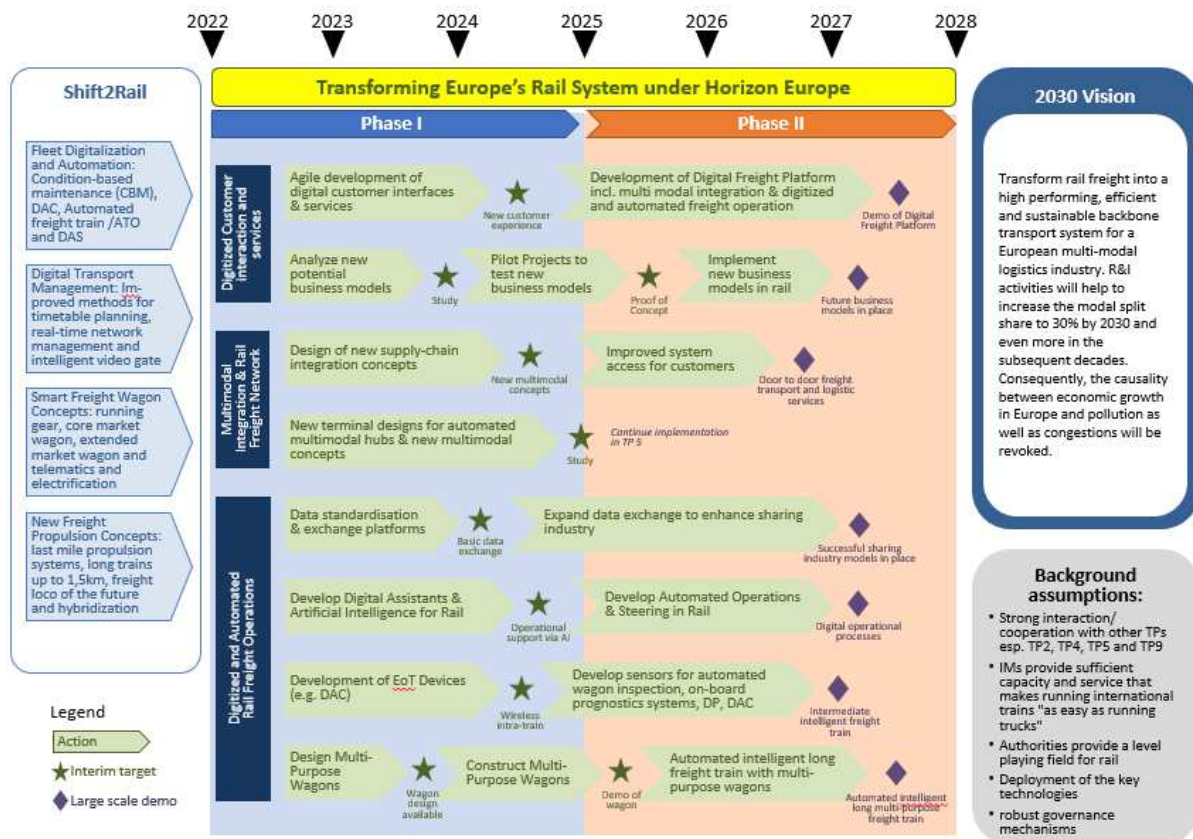 2022 2023 2024 2025 2026 2027 2028
Shift2Rail
Fleet Digitalization and Automation:
Condition-based
maintenance (CBM),
DAC, Automated
freight train /ATO
and DAS
Digital Transport
Management: Im-
proved methods for
timetable planning,
real-time network
management and
intelligent video gate
Smart Freight Wagon
Concepts: running
gear, core market
wagon, extended
market wagon and
telematics and
electrification
New Freight
Propulsion Concepts:
last mile propulsion
systems, long trains
up to 1,5km, freight
loco of the future
and hybridization
Legend
Action
Interim target
Large scale demo
Transforming Europe's Rail System under Horizon Europe
Phase I
Phase II
Digitized Customer
interaction and
services
Agile development of
digital customer interfaces
& services
New customer
experience
Development of Digital Freight Platform
incl. multi modal integration & digitized
and automated freight operation
Demo of Digital
Freight Platform
Analyze new
potential
business models
Study
Pilot Projects to
test new
business models
Proof of
Concept
Implement
new business
models in rail
Future business
models in place
Multimodal
Integration & Rail
Freight Network
Design of new supply-chain
integration concepts
New multimodal
concepts
Improved system
access for customers
Door to door freight
transport and logistic
services
New terminal designs for automated
multimodal hubs & new multimodal
concepts
Study
Continue implementation
in TP 5
Digitized and Automated
Rail Freight Operations
Data standardisation
& exchange platforms
Basic data
exchange
Expand data exchange to enhance sharing
industry
Successful sharing
industry models in place
Develop Digital Assistants &
Artificial Intelligence for Rail
Operational
support via AI
Develop Automated Operations
& Steering in Rail
Digital operational
processes
Development of EoT Devices
(e.g. DAC)
Wireless
intra-train
Develop sensors for automated
wagon inspection, on-board
prognostics systems, DP, DAC
Intermediate
intelligent freight
train
Design Multi-
Purpose
Wagons
Wagon
design
available
Construct Multi-
Purpose Wagons
Demo of
wagon
Automated intelligent long
freight train with multi-
purpose wagons
Automated intelligent
long multi-purpose
freight train
2030 Vision
Transform rail freight into a
high performing, efficient
and sustainable backbone
transport system for a
European multi-modal
logistics industry. R&I
activities will help to
increase the modal split
share to 30% by 2030 and
even more in the
subsequent decades.
Consequently, the causality
between economic growth
in Europe and pollution as
well as congestions will be
revoked.
Background
assumptions:
• Strong interaction/
cooperation with other TPs
esp. TP2, TP4, TP5 and TP9
• IMs provide sufficient
capacity and service that
makes running international
trains "as easy as running
trucks"
• Authorities provide a level
playing field for rail
• Deployment of the key
technologies
• robust governance
mechanisms